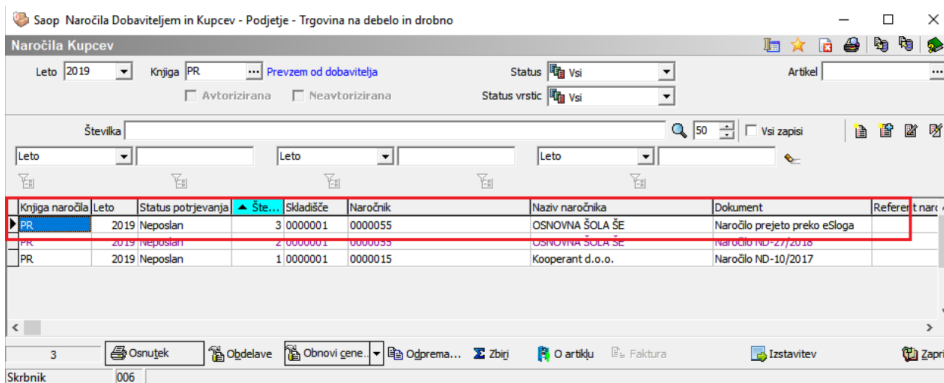 Saop Naročila Dobaviteljem in Kupcev - Podjetje - Trgovina na debelo in drobno
Naročila Kupcev
Leto 2019 Knjiga PR ... Prevzem od dobavitelja Status Vsi Artikel ...
Avtorizirana Neavtorizirana Status vrstic Vsi
Številka 50 Vsi zapisi
Leto Leto Leto
Knjiga naročila Leto Status potrjevanja Šte... Skladišče Naročnik Naziv naročnika Dokument Referent naro
PR 2019 Neposlan 3 0000001 0000055 OSNOVNA ŠOLA ŠE Naročilo prejeto preko eSloga
PR 2019 Neposlan 2 0000001 0000055 OSNOVNA ŠOLA ŠE Naročilo ND-27/2018
PR 2019 Neposlan 1 0000001 0000015 Kooperant d.o.o. Naročilo ND-10/2017
3 Osnutek Obdelave Obnovi cene.. Odprema... Zbirj O artiklu Faktura Izstavitev Zapri
Skrbnik 006